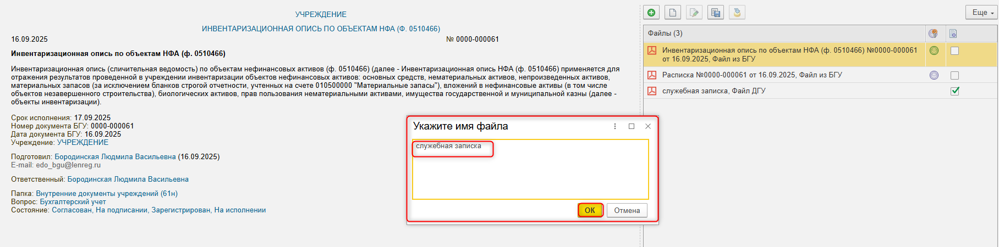 УЧРЕЖДЕНИЕ
ИНВЕНТАРИЗАЦИОННАЯ ОПИСЬ ПО ОБЪЕКТАМ НФА (Ф. 0510466)
16.09.2025
№ 0000-000061
Инвентаризационная опись по объектам НФА (ф. 0510466)
Инвентаризационная опись (сличительная ведомость) по объектам нефинансовых активов (ф. 0510466) (далее - Инвентаризационная опись НФА (ф. 0510466) применяется для
отражения результатов проведенной в учреждении инвентаризации объектов нефинансовых активов: основных средств, нематериальных активов, непроизведенных активов,
материальных запасов (за исключением бланков строгой отчетности, учтенных на счете 010500000 "Материальные запасы"), вложений в нефинансовые активы (в том числе
объектов незавершенного строительства), биологических активов, прав пользования нематериальными активами, имущества государственной и муниципальной казны (далее -
объекты инвентаризации).
Срок исполнения: 17.09.2025
Номер документа БГУ: 0000-000061
Дата документа БГУ: 16.09.2025
Учреждение: УЧРЕЖДЕНИЕ
Подготовил: Бородинская Людмила Васильевна (16.09.2025)
E-mail: edo_bgu@lenreg.ru
Ответственный: Бородинская Людмила Васильевна
Папка: Внутренние документы учреждений (61н)
Вопрос: Бухгалтерский учет
Состояние: Согласован, На подписании, Зарегистрирован, На исполнении
Укажите имя файла
служебная записка
ОК
Отмена
Еще
Файлы (3)
Инвентаризационная опись по объектам НФА (ф. 0510466) №0000-000061
от 16.09.2025, Файл из БГУ
Расписка №0000-000061 от 16.09.2025, Файл из БГУ
служебная записка, Файл ДГУ